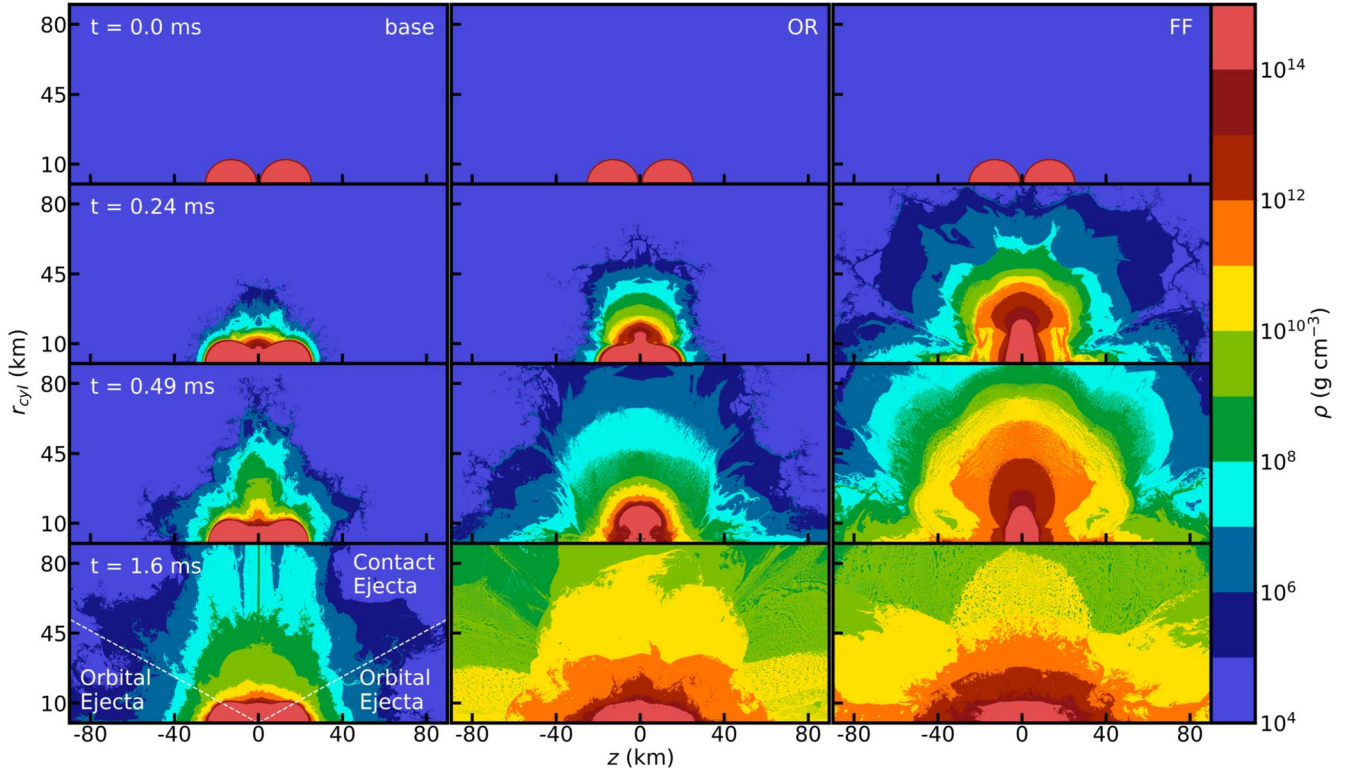 t = 0.0 ms base OR FF
80
45
10
t = 0.24 ms
80
45
10
t = 0.49 ms
80
45
10
t = 1.6 ms
Contact
Ejecta
Orbital
Ejecta
Orbital
Ejecta
80
45
10
r_cyl (km)
-80 -40 0 40 80 -80 -40 0 40 80 -80 -40 0 40 80
z (km)
10^14
10^12
10^10
10^8
10^6
10^4
ρ (g cm^−3)